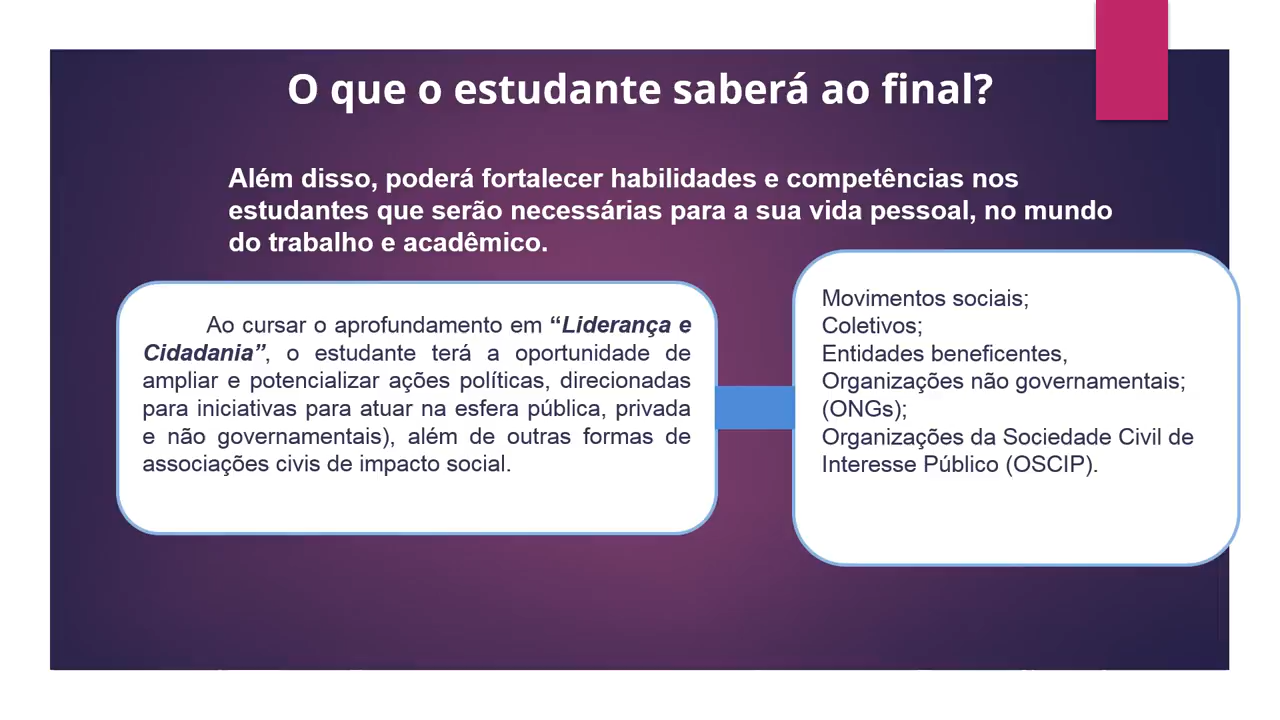 O que o estudante saberá ao final?
Além disso, poderá fortalecer habilidades e competências nos
estudantes que serão necessárias para a sua vida pessoal, no mundo
do trabalho e acadêmico.
Ao cursar o aprofundamento em “Liderança e
Cidadania”, o estudante terá a oportunidade de
ampliar e potencializar ações políticas, direcionadas
para iniciativas para atuar na esfera pública, privada
e não governamentais), além de outras formas de
associações civis de impacto social.
Movimentos sociais;
Coletivos;
Entidades beneficentes,
Organizações não governamentais;
(ONGs);
Organizações da Sociedade Civil de
Interesse Público (OSCIP).